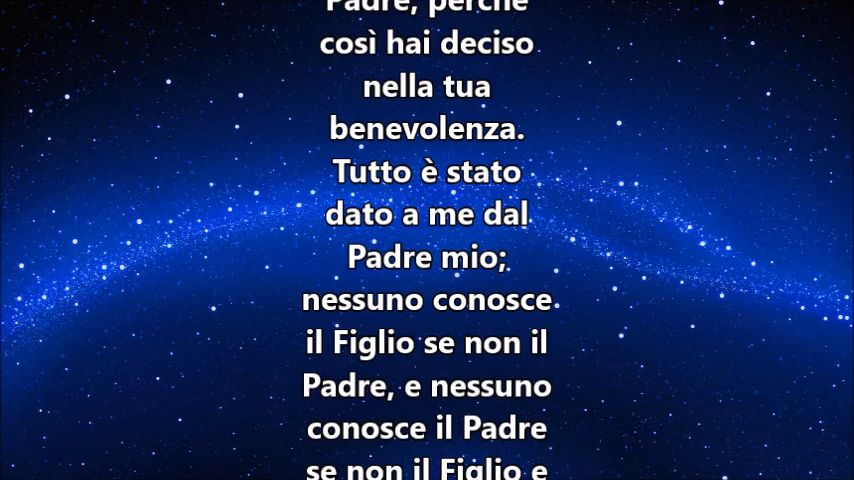 Padre, perché
così hai deciso
nella tua
benevolenza.
Tutto è stato
dato a me dal
Padre mio;
nessuno conosce
il Figlio se non il
Padre, e nessuno
conosce il Padre
se non il Figlio e